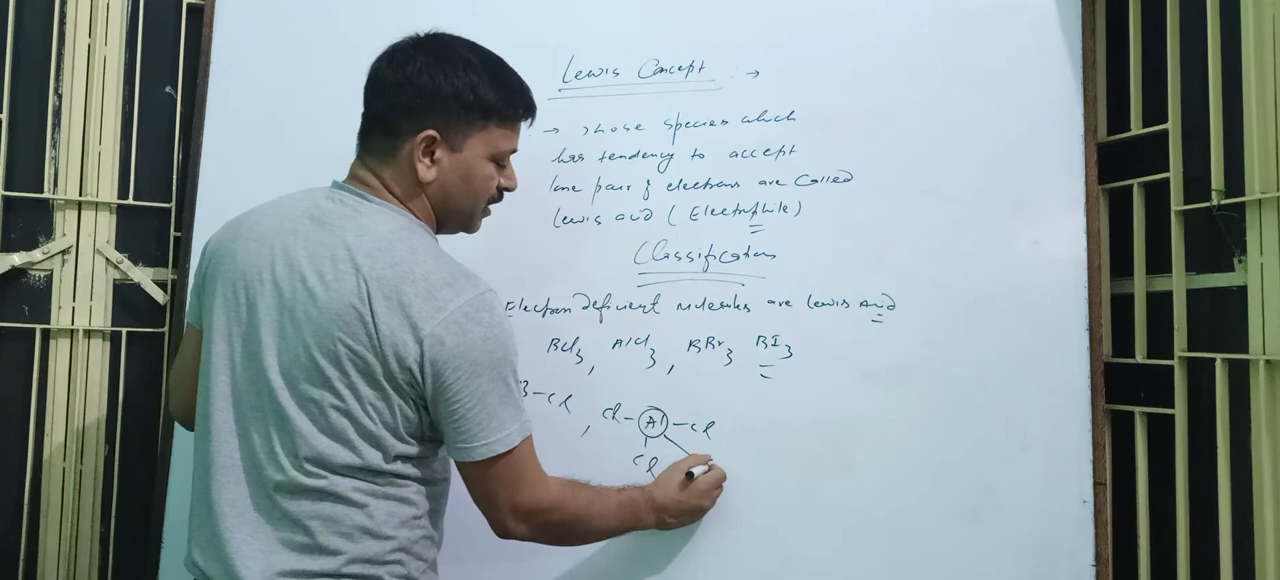 Lewis Concept : →
→ Those species which
has tendency to accept
lone pair of electrons are called
Lewis acid (Electrophile)
Classification
Electron deficient molecules are Lewis Acid
BCl3, AlCl3, BBr3, BI3
B-Cl, Cl-Al-Cl
Cl